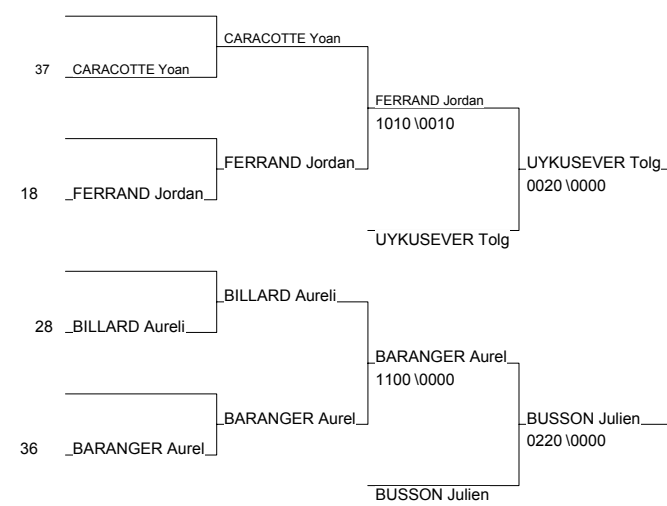 CARACOTTE Yoan
37 CARACOTTE Yoan
FERRAND Jordan
1010 \0010
FERRAND Jordan
UYKUSEVER Tolg
0020 \0000
18 FERRAND Jordan
UYKUSEVER Tolg
BILLARD Aureli
28 BILLARD Aureli
BARANGER Aurel
1100 \0000
BARANGER Aurel
BUSSON Julien
0220 \0000
36 BARANGER Aurel
BUSSON Julien